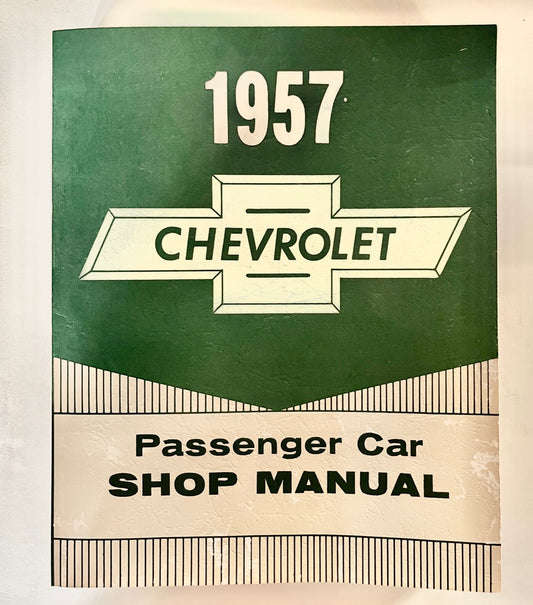 1957
CHEVROLET
Passenger Car
SHOP MANUAL